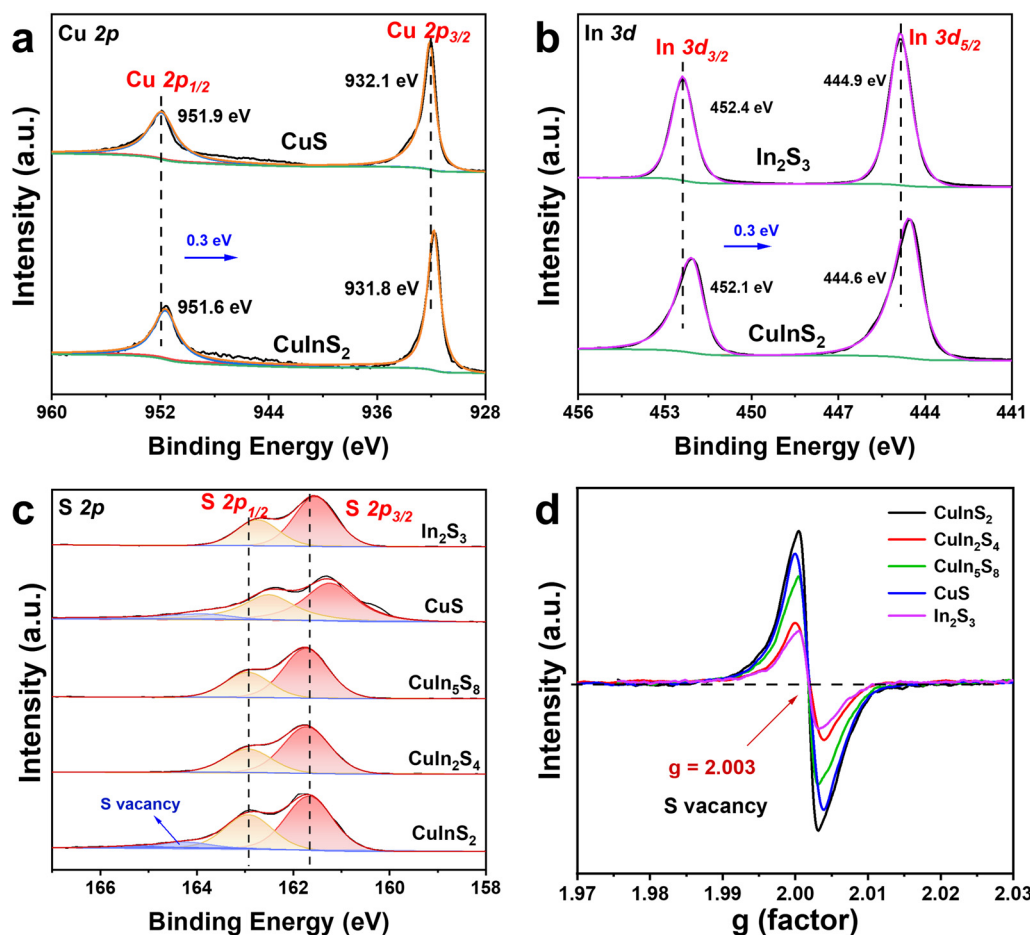 a Cu 2p
Cu 2p3/2
Cu 2p1/2
932.1 eV
951.9 eV
CuS
0.3 eV
951.6 eV
931.8 eV
CuInS2
Intensity (a.u.)
960 952 944 936 928
Binding Energy (eV)
b In 3d
In 3d3/2
In 3d5/2
444.9 eV
452.4 eV
In2S3
0.3 eV
452.1 eV
444.6 eV
CuInS2
Intensity (a.u.)
456 453 450 447 444 441
Binding Energy (eV)
c S 2p
S 2p1/2
S 2p3/2
In2S3
CuS
CuIn5S8
CuIn2S4
S vacancy
CuInS2
Intensity (a.u.)
166 164 162 160 158
Binding Energy (eV)
d
CuInS2
CuIn2S4
CuIn5S8
CuS
In2S3
g = 2.003
S vacancy
Intensity (a.u.)
1.97 1.98 1.99 2.00 2.01 2.02 2.03
g (factor)